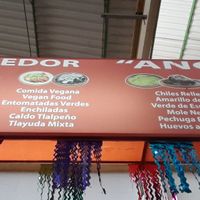 EDOR "ANG
Comida Vegana
Vegan Food
Entomatadas Verdes
Enchiladas
Caldo Tlalpeño
Tlayuda Mixta
Chiles Relle
Amarillo de
Verde de Es
Mole Ne
Pechuga E
Huevos a